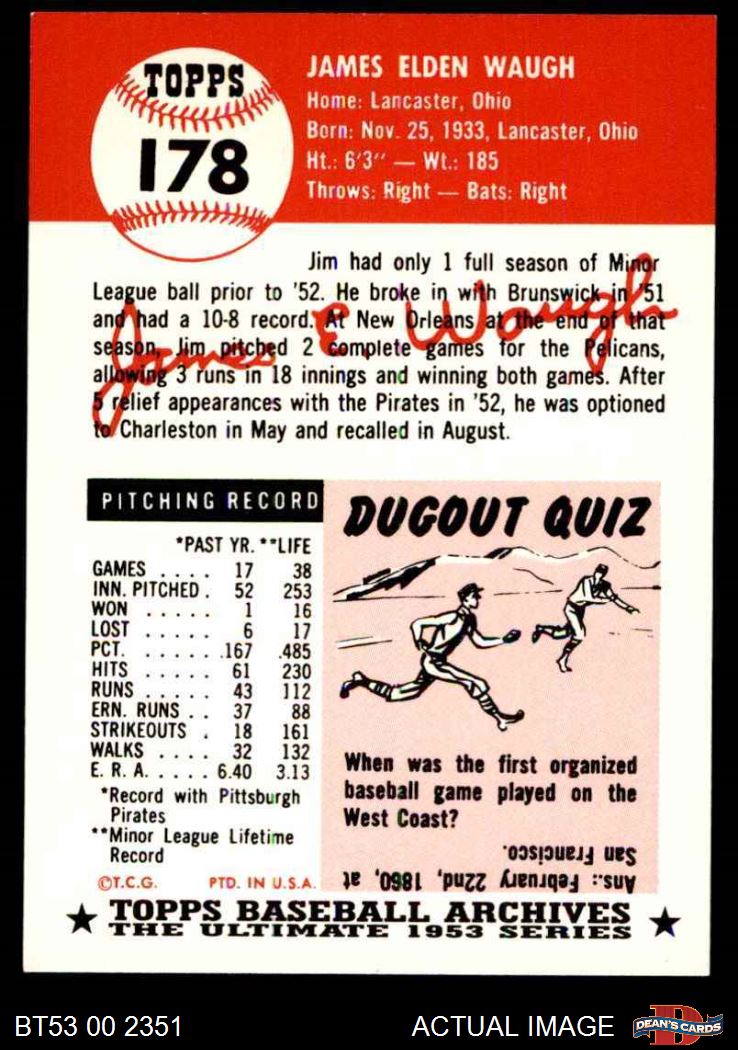 TOPPS
178
JAMES ELDEN WAUGH
Home: Lancaster, Ohio
Born: Nov. 25, 1933, Lancaster, Ohio
Ht.: 6'3" — Wt.: 185
Throws: Right — Bats: Right
Jim had only 1 full season of Minor
League ball prior to '52. He broke in with Brunswick in '51
and had a 10-8 record. At New Orleans at the end of that
season, Jim pitched 2 complete games for the Pelicans,
allowing 3 runs in 18 innings and winning both games. After
5 relief appearances with the Pirates in '52, he was optioned
to Charleston in May and recalled in August.
James E. Waugh
PITCHING RECORD
*PAST YR. **LIFE
GAMES . . . . 17 38
INN. PITCHED . 52 253
WON . . . . . 1 16
LOST . . . . . 6 17
PCT. . . . . . .167 .485
HITS . . . . . 61 230
RUNS . . . . . 43 112
ERN. RUNS . . 37 88
STRIKEOUTS . 18 161
WALKS . . . . 32 132
E. R. A. . . . . . 6.40 3.13
*Record with Pittsburgh
Pirates
**Minor League Lifetime
Record
©T.C.G. PTD. IN U.S.A.
DUGOUT QUIZ
When was the first organized
baseball game played on the
West Coast?
Ans.: February 22nd, 1860, at
San Francisco.
TOPPS BASEBALL ARCHIVES
THE ULTIMATE 1953 SERIES
BT53 00 2351
ACTUAL IMAGE
D
DEAN'S CARDS